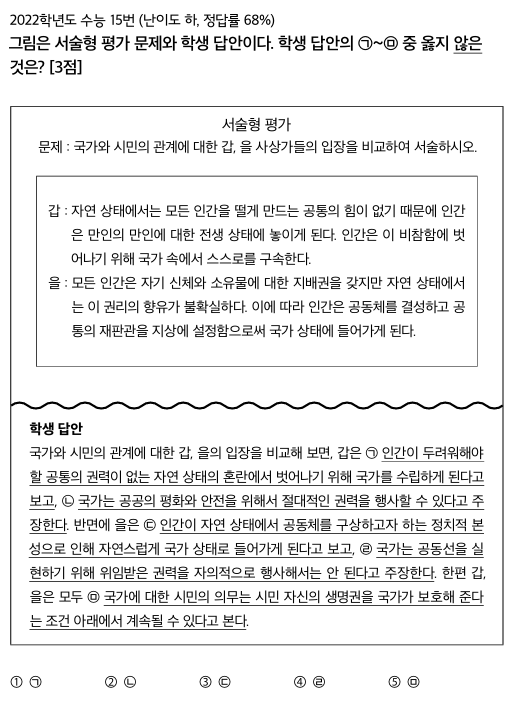 2022학년도 수능 15번 (난이도 하, 정답률 68%)
그림은 서술형 평가 문제와 학생 답안이다. 학생 답안의 ㉠~㉤ 중 옳지 않은
것은? [3점]
서술형 평가
문제 : 국가와 시민의 관계에 대한 갑, 을 사상가들의 입장을 비교하여 서술하시오.
갑 : 자연 상태에서는 모든 인간을 떨게 만드는 공통의 힘이 없기 때문에 인간
은 만인의 만인에 대한 전생 상태에 놓이게 된다. 인간은 이 비참함에 벗
어나기 위해 국가 속에서 스스로를 구속한다.
을 : 모든 인간은 자기 신체와 소유물에 대한 지배권을 갖지만 자연 상태에서
는 이 권리의 향유가 불확실하다. 이에 따라 인간은 공동체를 결성하고 공
통의 재판관을 지상에 설정함으로써 국가 상태에 들어가게 된다.
학생 답안
국가와 시민의 관계에 대한 갑, 을의 입장을 비교해 보면, 갑은 ㉠ 인간이 두려워해야
할 공통의 권력이 없는 자연 상태의 혼란에서 벗어나기 위해 국가를 수립하게 된다고
보고, ㉡ 국가는 공공의 평화와 안전을 위해서 절대적인 권력을 행사할 수 있다고 주
장한다. 반면에 을은 ㉢ 인간이 자연 상태에서 공동체를 구상하고자 하는 정치적 본
성으로 인해 자연스럽게 국가 상태로 들어가게 된다고 보고, ㉣ 국가는 공동선을 실
현하기 위해 위임받은 권력을 자의적으로 행사해서는 안 된다고 주장한다. 한편 갑,
을은 모두 ㉤ 국가에 대한 시민의 의무는 시민 자신의 생명권을 국가가 보호해 준다
는 조건 아래에서 계속될 수 있다고 본다.
① ㉠ ② ㉡ ③ ㉢ ④ ㉣ ⑤ ㉤